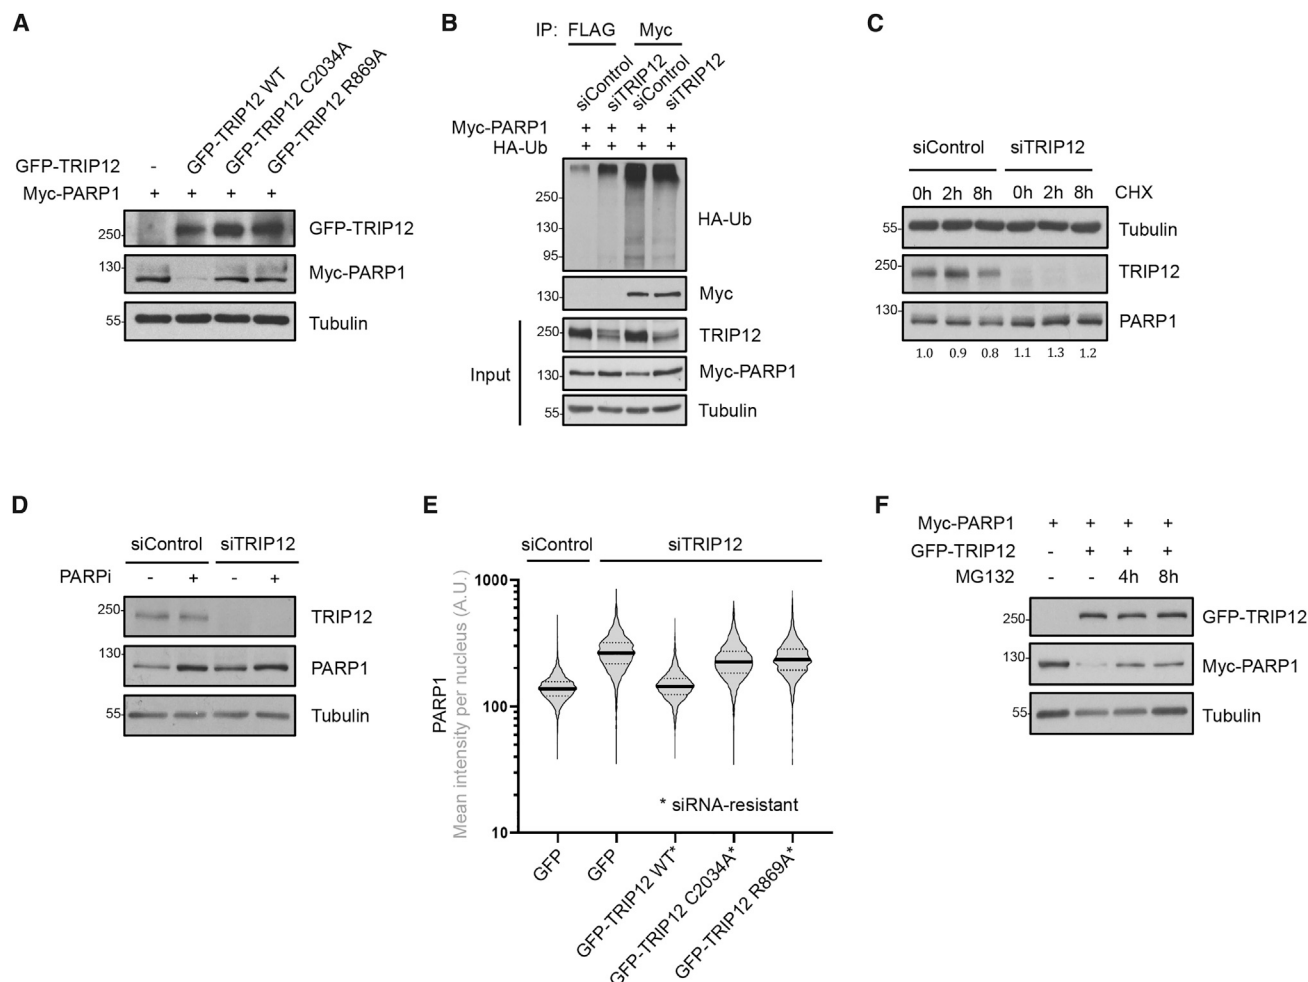 A
GFP-TRIP12 WT
GFP-TRIP12 C2034A
GFP-TRIP12 R869A
GFP-TRIP12 -
Myc-PARP1 + + + +
250 GFP-TRIP12
130 Myc-PARP1
55 Tubulin
B
IP: FLAG Myc
siControl siTRIP12 siControl siTRIP12
Myc-PARP1 + + + +
HA-Ub + + + +
250
130
95
HA-Ub
130 Myc
Input
250 TRIP12
130 Myc-PARP1
55 Tubulin
C
siControl siTRIP12
0h 2h 8h 0h 2h 8h CHX
55 Tubulin
250 TRIP12
130 PARP1
1.0 0.9 0.8 1.1 1.3 1.2
D
siControl siTRIP12
PARPi - + - +
250 TRIP12
130 PARP1
55 Tubulin
E
siControl siTRIP12
PARP1
Mean intensity per nucleus (A.U.)
1000
100
10
* siRNA-resistant
GFP
GFP
GFP-TRIP12 WT*
GFP-TRIP12 C2034A*
GFP-TRIP12 R869A*
F
Myc-PARP1 + + + +
GFP-TRIP12 - + + +
MG132 - - 4h 8h
250 GFP-TRIP12
130 Myc-PARP1
55 Tubulin